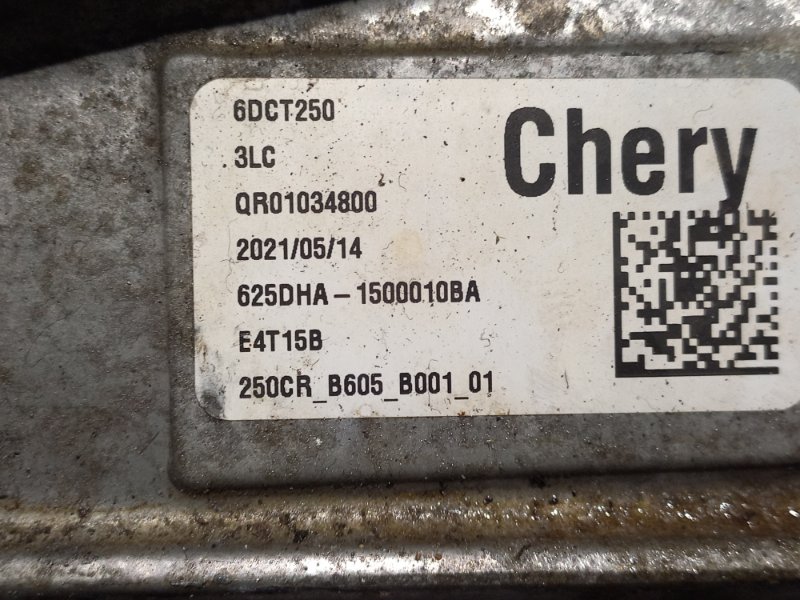 6DCT250
Chery
3LC
QR01034800
2021/05/14
625DHA-1500010BA
E4T15B
250CR_B605_B001_01